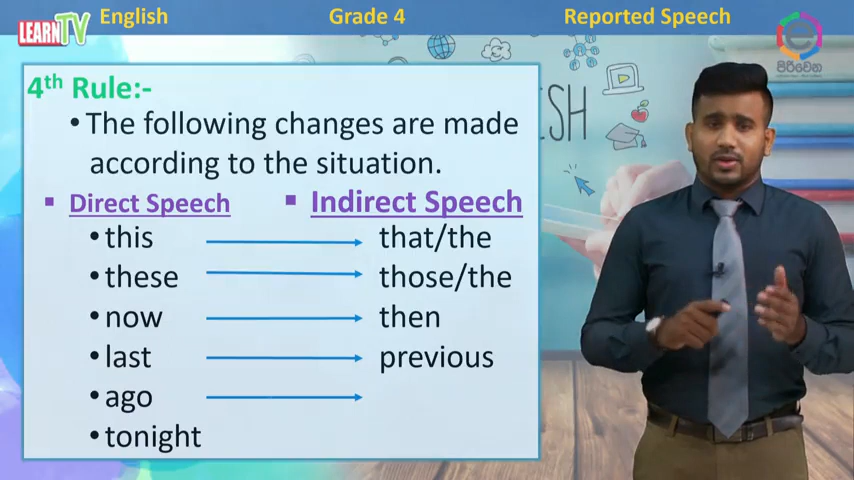 English Grade 4 Reported Speech
LEARN TV
පිරිවෙන
4th Rule:-
• The following changes are made
according to the situation.
▪ Direct Speech ▪ Indirect Speech
• this that/the
• these those/the
• now then
• last previous
• ago
• tonight
ISH